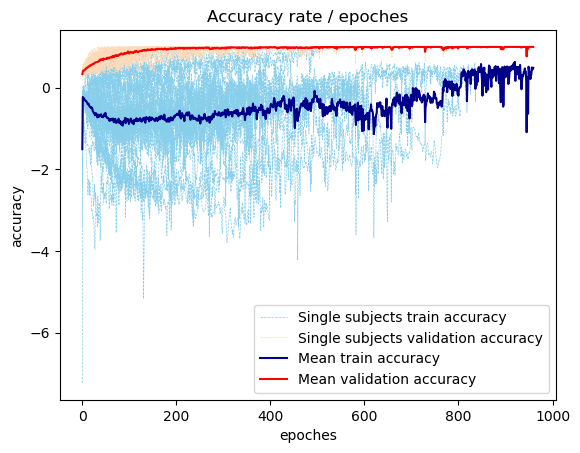 Accuracy rate / epoches
accuracy
0
−2
−4
−6
Single subjects train accuracy
Single subjects validation accuracy
Mean train accuracy
Mean validation accuracy
0 200 400 600 800 1000
epoches